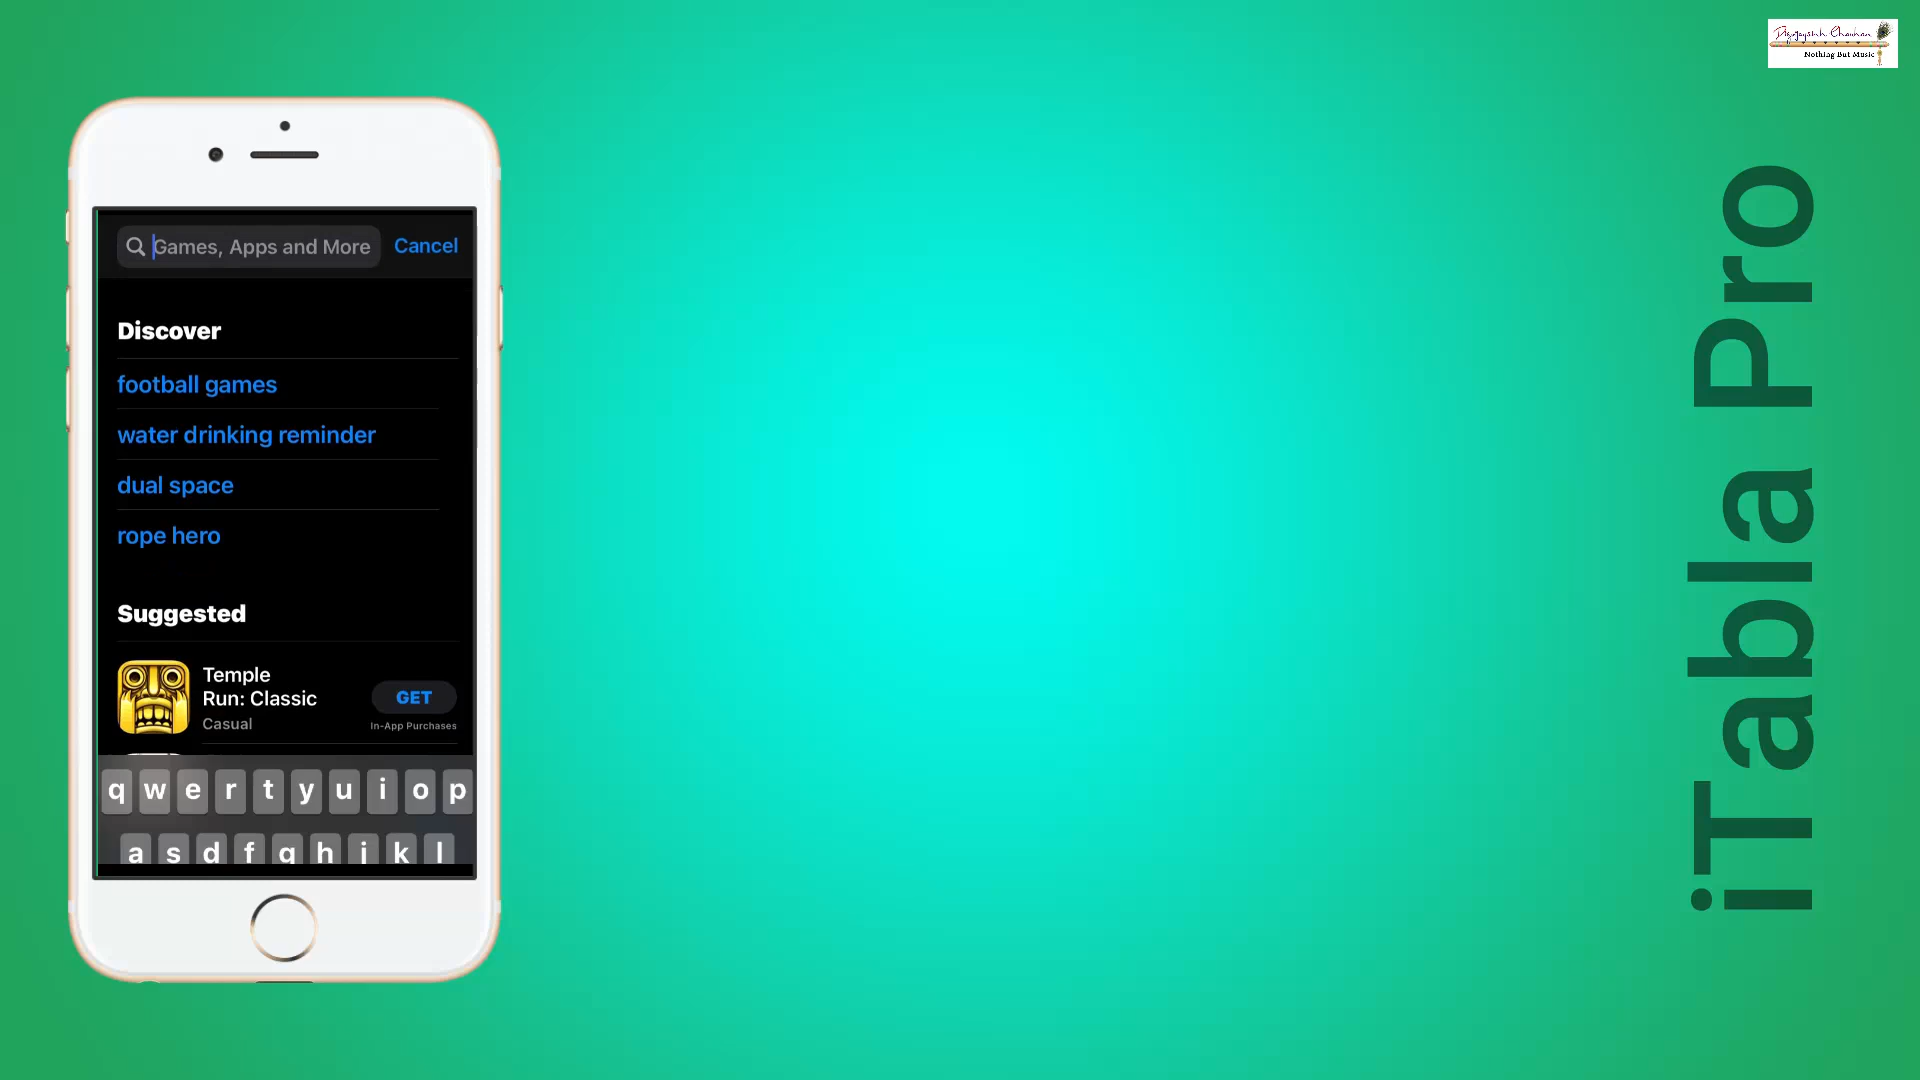 Nothing But Music
Games, Apps and More
Cancel
Discover
football games
water drinking reminder
dual space
rope hero
Suggested
Temple
Run: Classic
Casual
GET
In-App Purchases
q w e r t y u i o p
a s d f g h j k l
iTabla Pro